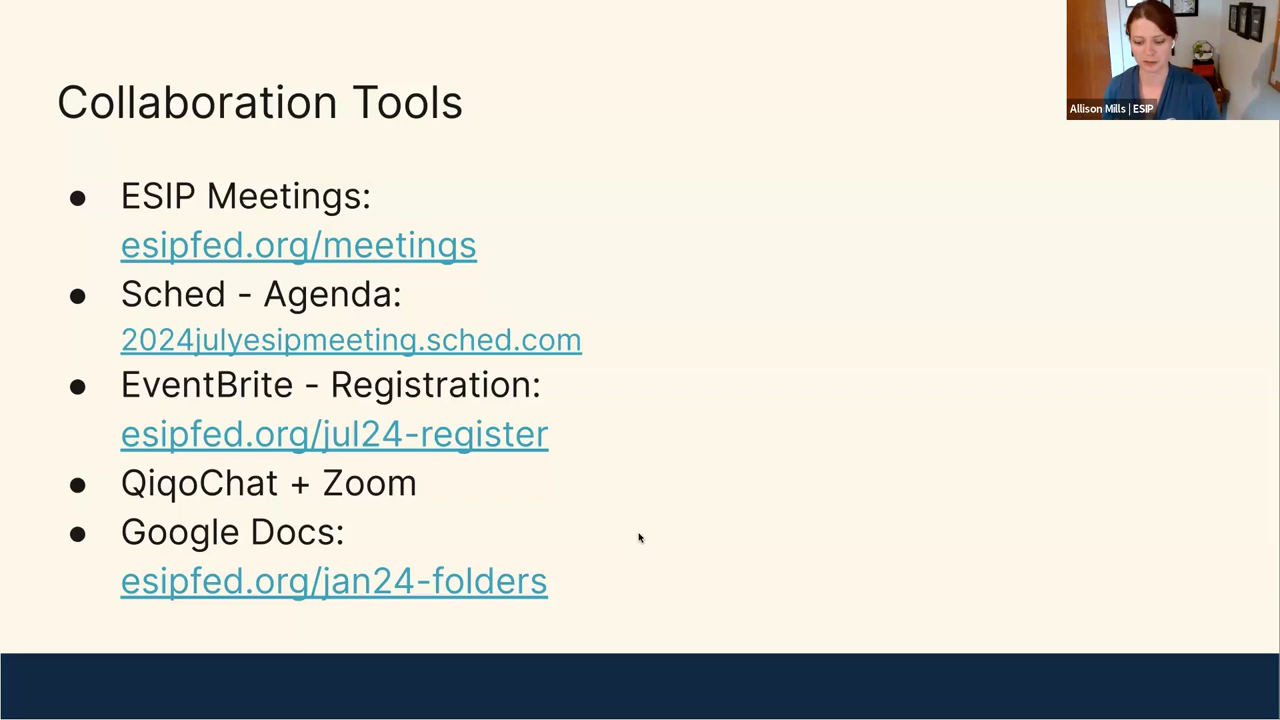 Collaboration Tools
Allison Mills | ESIP
● ESIP Meetings:
esipfed.org/meetings
● Sched - Agenda:
2024julyesipmeeting.sched.com
● EventBrite - Registration:
esipfed.org/jul24-register
● QiqoChat + Zoom
● Google Docs:
esipfed.org/jan24-folders